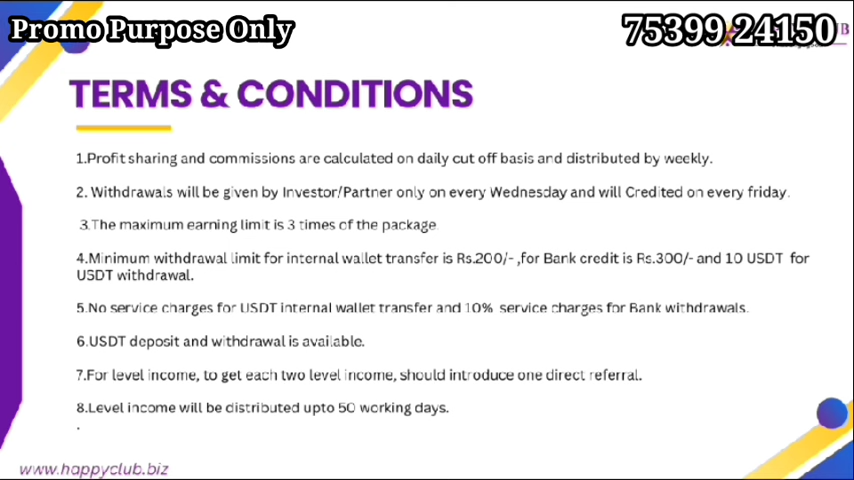 Promo Purpose Only
75399 24150
B
TERMS & CONDITIONS
1.Profit sharing and commissions are calculated on daily cut off basis and distributed by weekly.
2. Withdrawals will be given by Investor/Partner only on every Wednesday and will Credited on every friday.
3.The maximum earning limit is 3 times of the package.
4.Minimum withdrawal limit for internal wallet transfer is Rs.200/- ,for Bank credit is Rs.300/- and 10 USDT for
USDT withdrawal.
5.No service charges for USDT internal wallet transfer and 10% service charges for Bank withdrawals.
6.USDT deposit and withdrawal is available.
7.For level income, to get each two level income, should introduce one direct referral.
8.Level income will be distributed upto 50 working days.
.
www.happyclub.biz